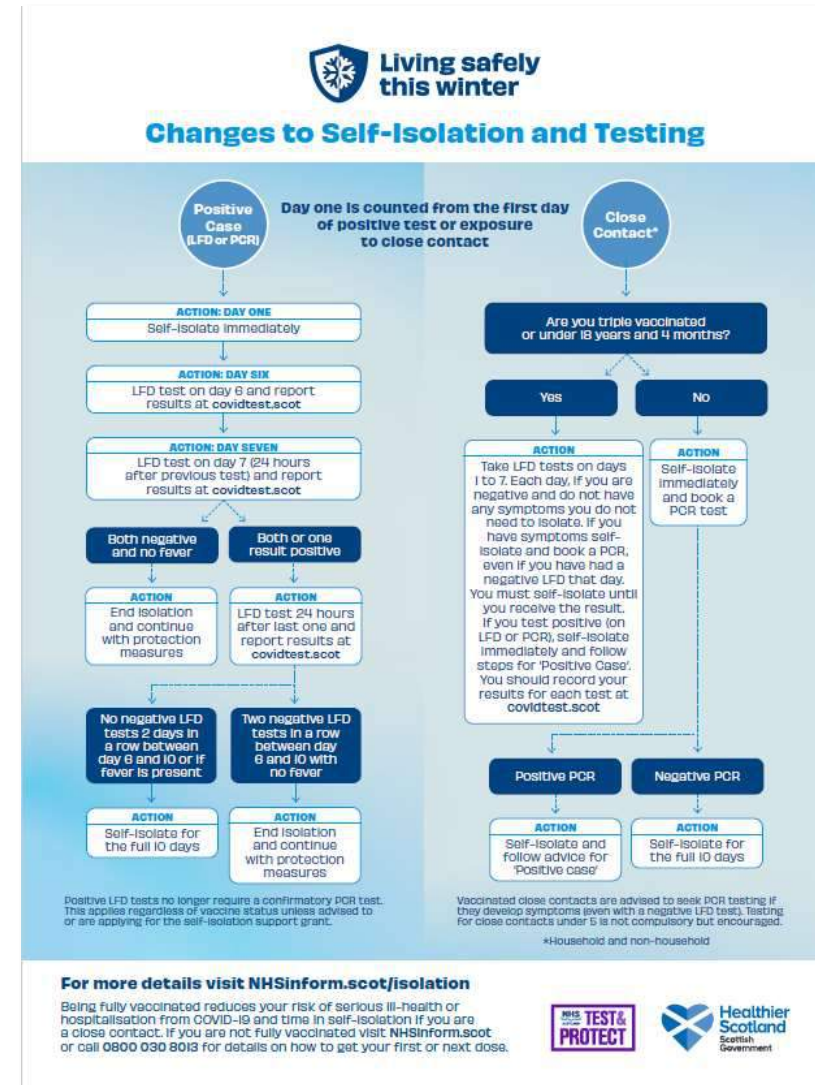 Living safely
this winter
Changes to Self-Isolation and Testing
Positive
Case
(LFD or PCR)
Day one is counted from the first day
of positive test or exposure
to close contact
Close
Contact*
ACTION: DAY ONE
Self-isolate immediately
ACTION: DAY SIX
LFD test on day 6 and report
results at covidtest.scot
ACTION: DAY SEVEN
LFD test on day 7 (24 hours
after previous test) and report
results at covidtest.scot
Both negative
and no fever
Both or one
result positive
ACTION
End isolation
and continue
with protection
measures
ACTION
LFD test 24 hours
after last one and
report results at
covidtest.scot
No negative LFD
tests 2 days in
a row between
day 6 and 10 or if
fever is present
Two negative LFD
tests in a row
between day
6 and 10 with
no fever
ACTION
Self-isolate for
the full 10 days
ACTION
End isolation
and continue
with protection
measures
Positive LFD tests no longer require a confirmatory PCR test.
This applies regardless of vaccine status unless advised to
or are applying for the self-isolation support grant.
Are you triple vaccinated
or under 18 years and 4 months?
Yes
No
ACTION
Take LFD tests on days
1 to 7. Each day, if you are
negative and do not have
any symptoms you do not
need to isolate. If you
have symptoms self-
isolate and book a PCR,
even if you have had a
negative LFD that day.
You must self-isolate until
you receive the result.
If you test positive (on
LFD or PCR), self-isolate
immediately and follow
steps for 'Positive Case'.
You should record your
results for each test at
covidtest.scot
ACTION
Self-isolate
immediately
and book a
PCR test
Positive PCR
Negative PCR
ACTION
Self-isolate and
follow advice for
'Positive case'
ACTION
Self-isolate for
the full 10 days
Vaccinated close contacts are advised to seek PCR testing if
they develop symptoms (even with a negative LFD test). Testing
for close contacts under 5 is not compulsory but encouraged.
*Household and non-household
For more details visit NHSinform.scot/isolation
Being fully vaccinated reduces your risk of serious ill-health or
hospitalisation from COVID-19 and time in self-isolation if you are
a close contact. If you are not fully vaccinated visit NHSinform.scot
or call 0800 030 8013 for details on how to get your first or next dose.
NHS
TEST&
PROTECT
Healthier
Scotland
Scottish
Government